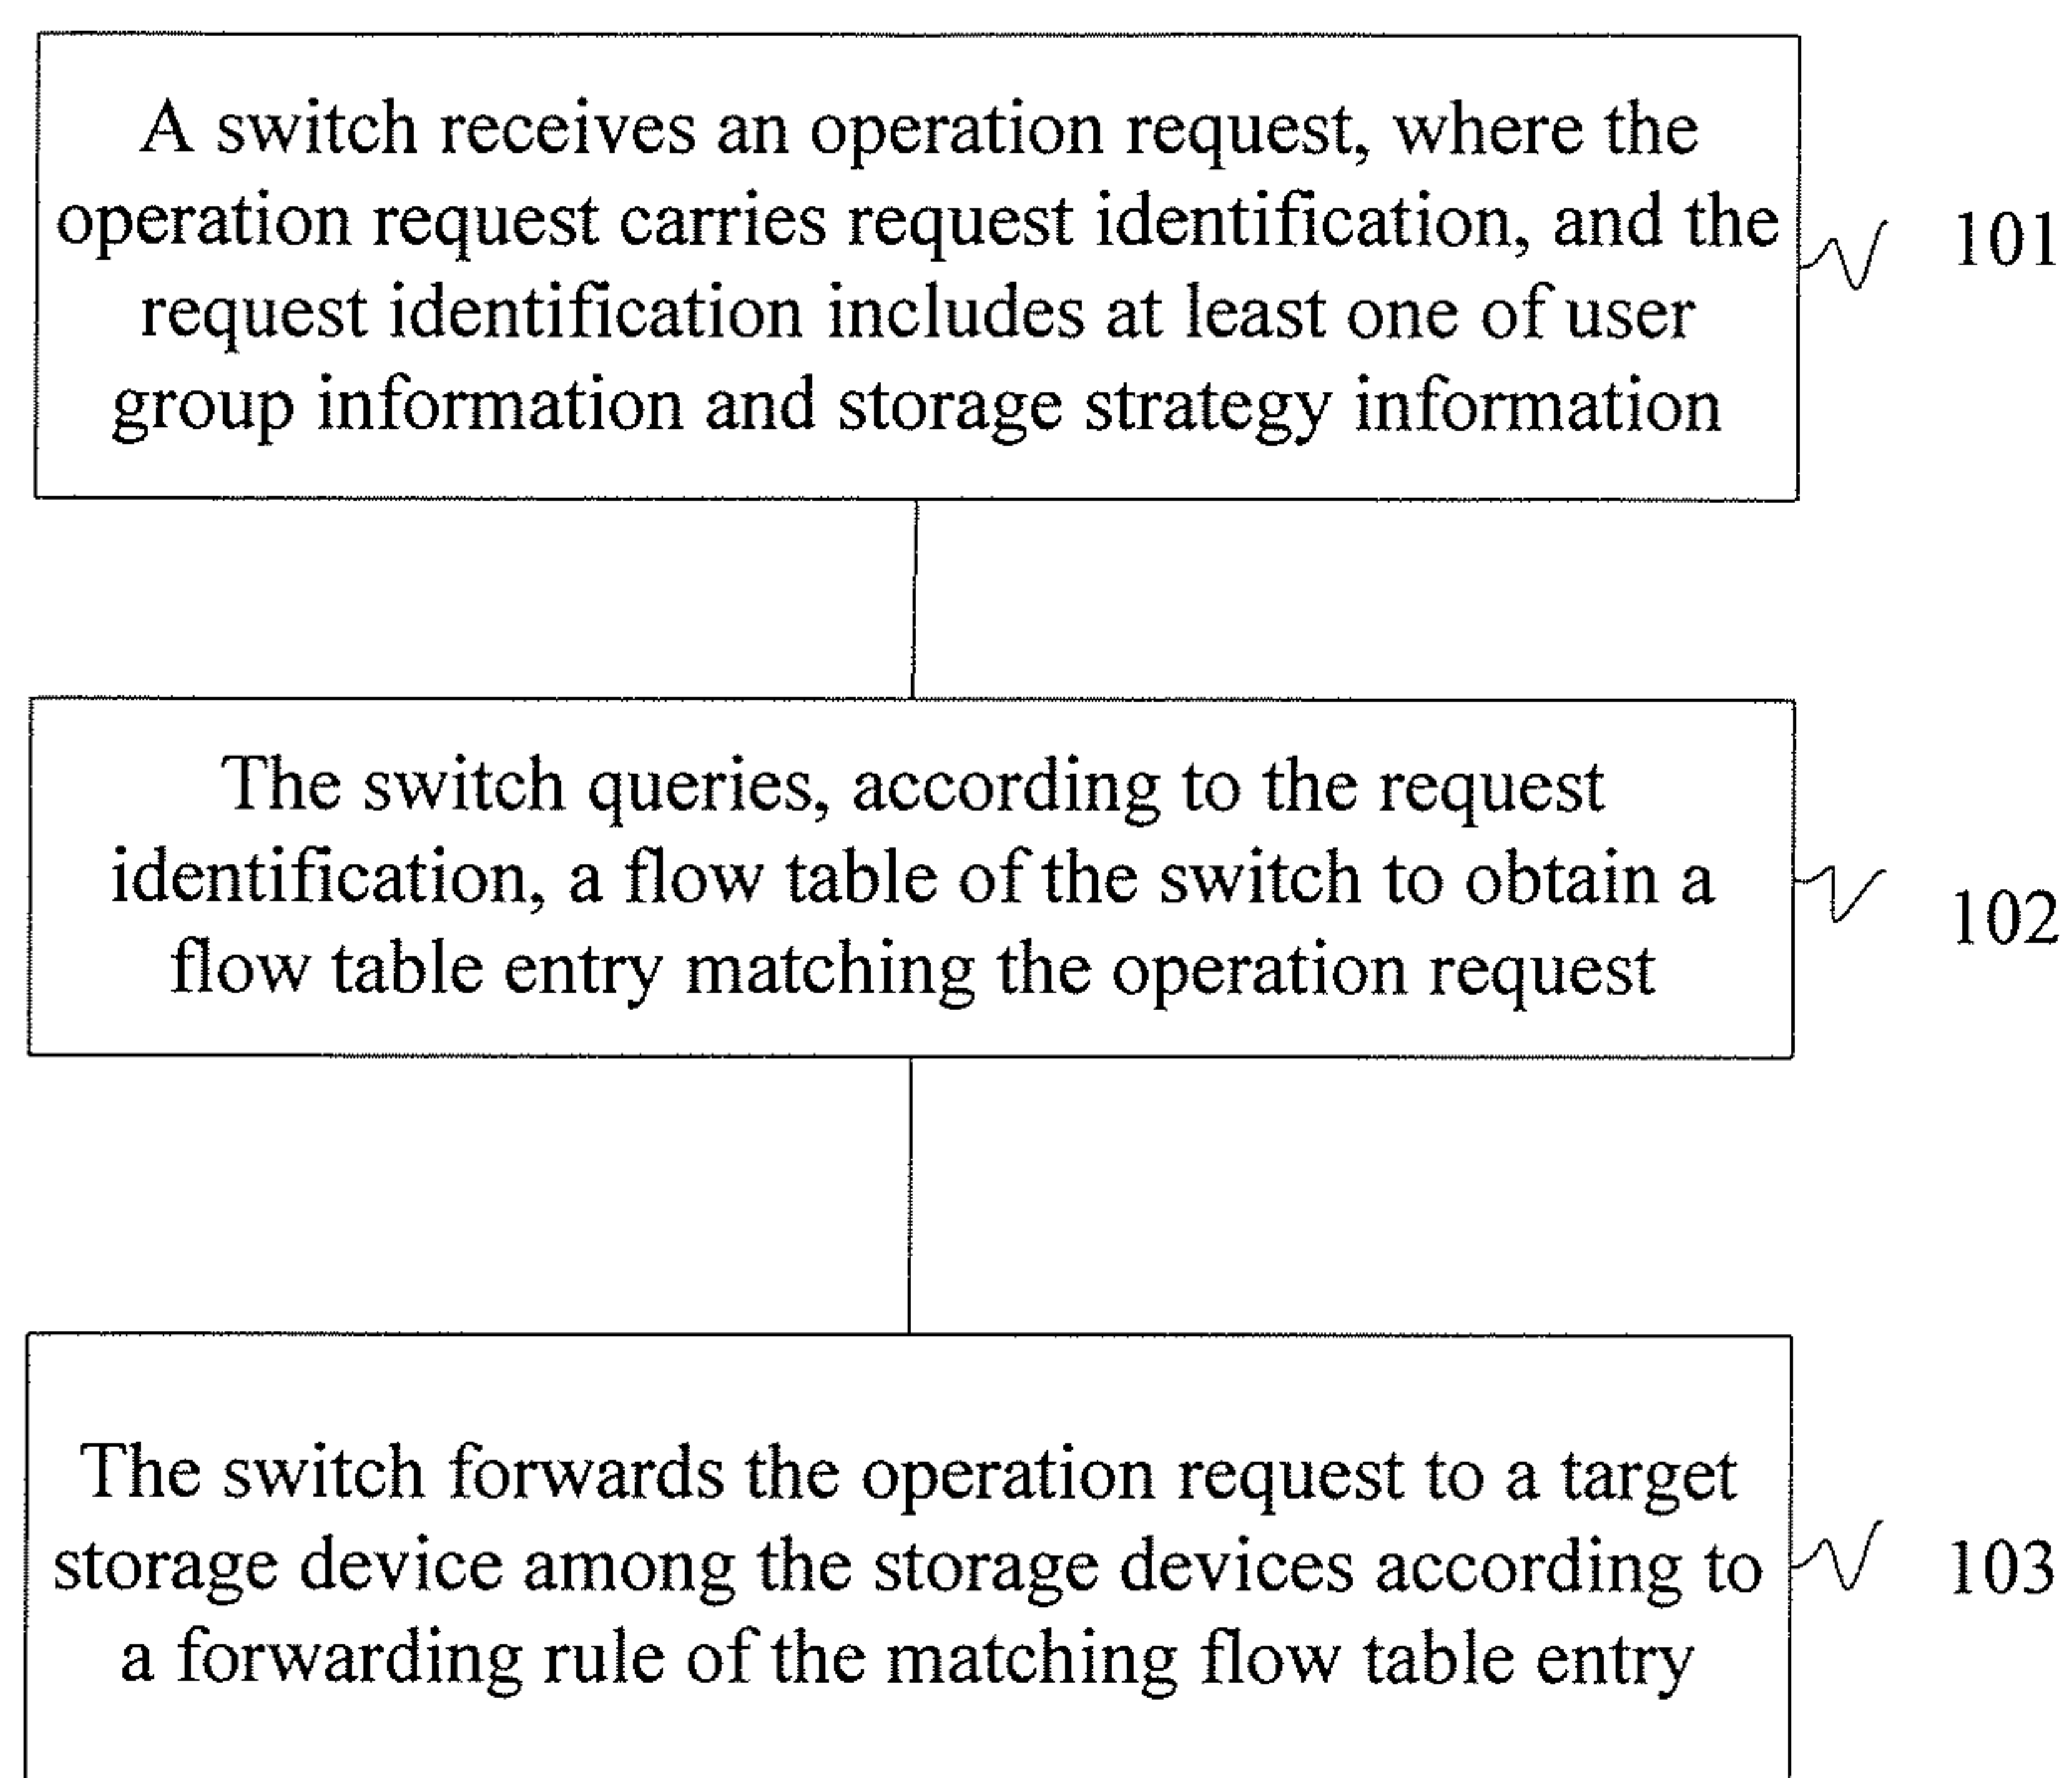 A switch receives an operation request, where the
operation request carries request identification, and the
request identification includes at least one of user
group information and storage strategy information
101
The switch queries, according to the request
identification, a flow table of the switch to obtain a
flow table entry matching the operation request
102
The switch forwards the operation request to a target
storage device among the storage devices according to
a forwarding rule of the matching flow table entry
103